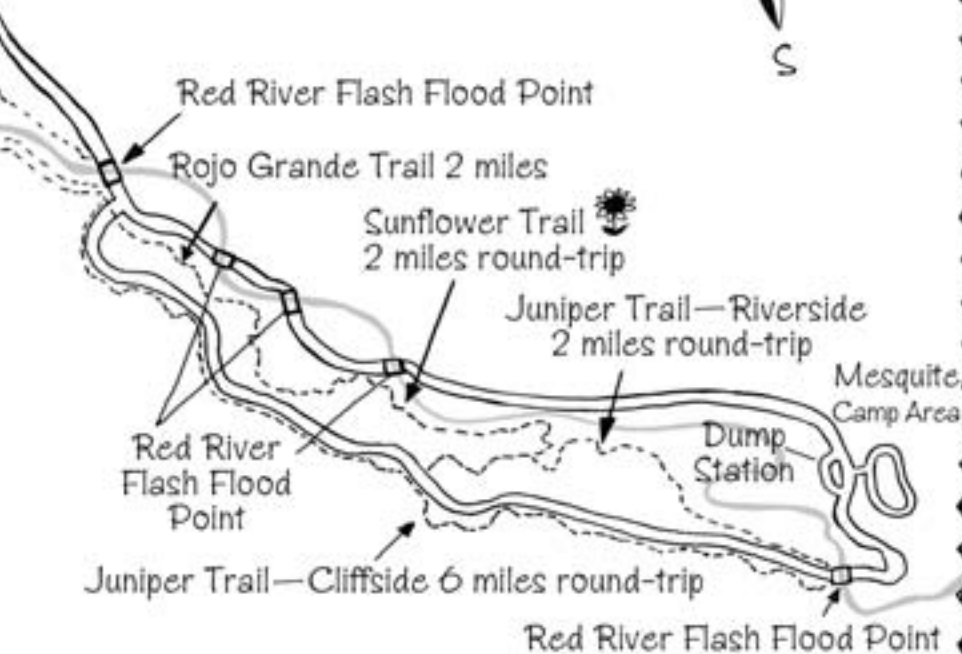 S
Red River Flash Flood Point
Rojo Grande Trail 2 miles
Sunflower Trail
2 miles round-trip
Juniper Trail—Riverside
2 miles round-trip
Mesquite
Camp Area
Dump
Station
Red River
Flash Flood
Point
Juniper Trail—Cliffside 6 miles round-trip
Red River Flash Flood Point